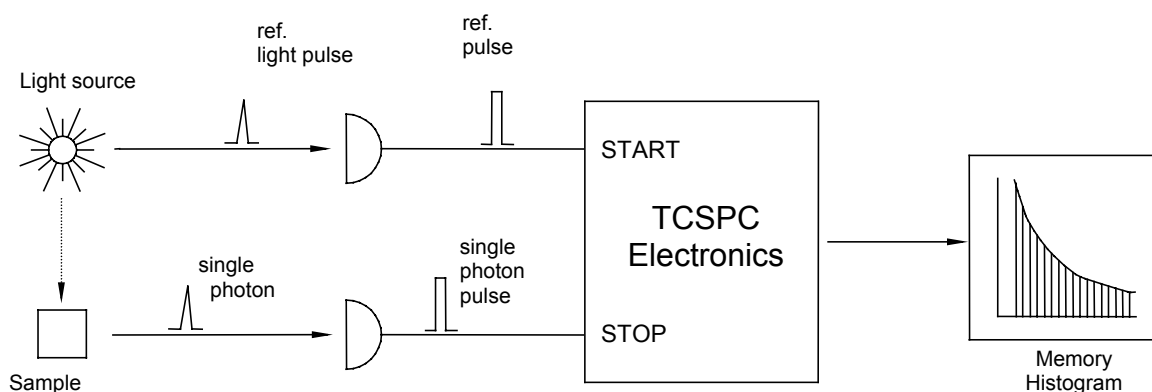 ref.
light pulse
ref.
pulse
Light source
START
TCSPC
Electronics
single
photon
single
photon
pulse
STOP
Sample
Memory
Histogram